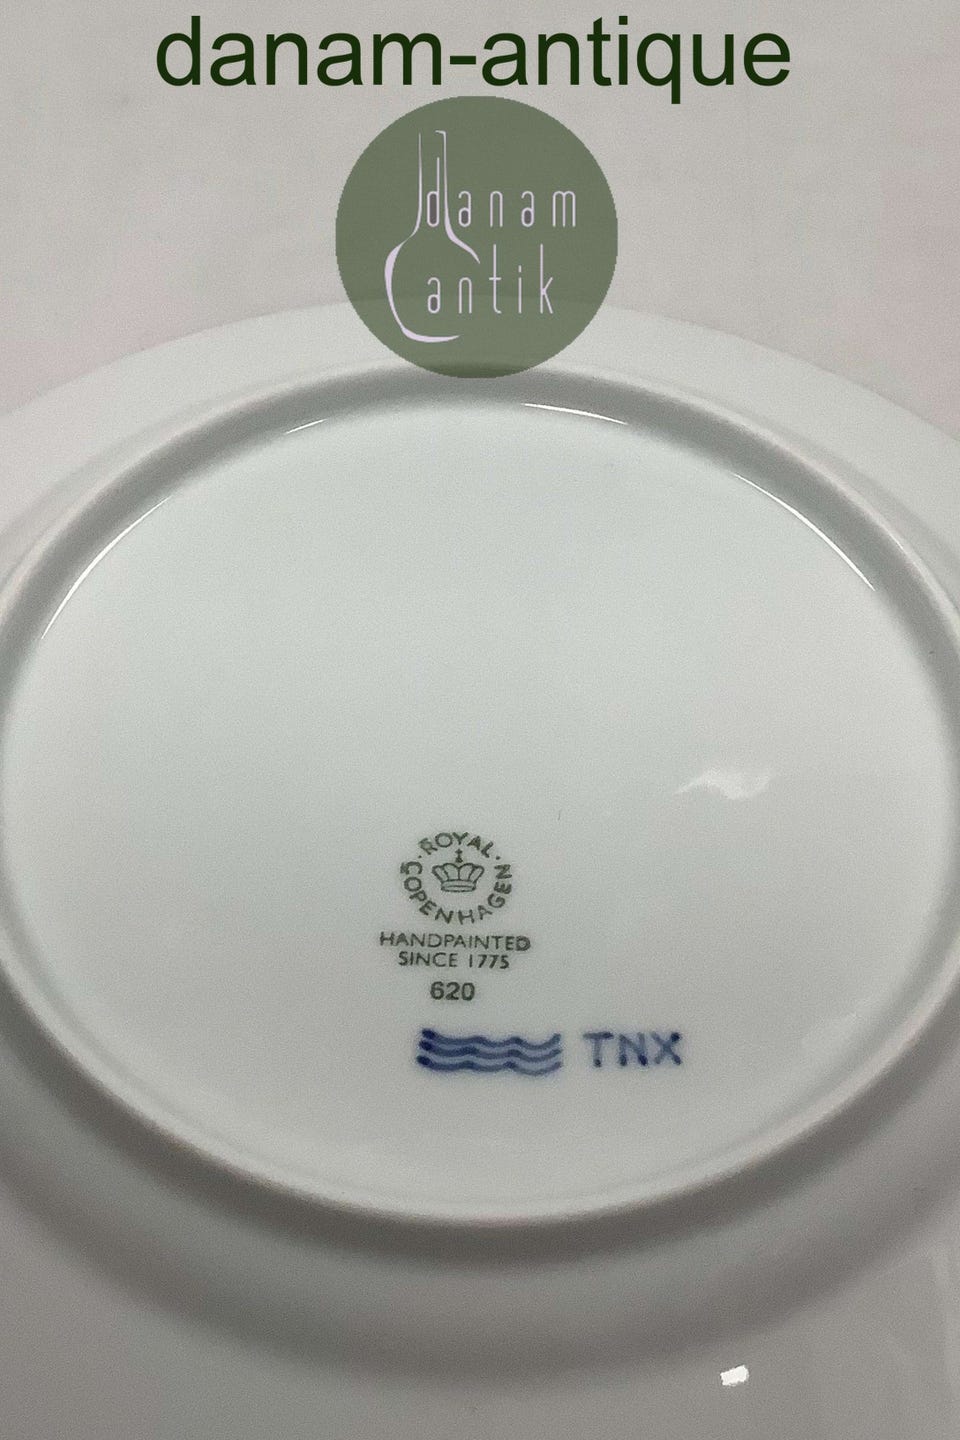 danam-antique
danam
antik
· ROYAL ·
COPENHAGEN
HANDPAINTED
SINCE 1775
620
TNX